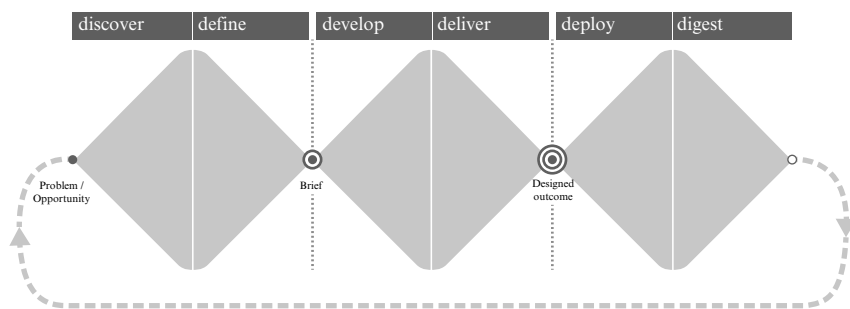 discover
define
develop
deliver
deploy
digest
Problem /
Opportunity
Brief
Designed
outcome